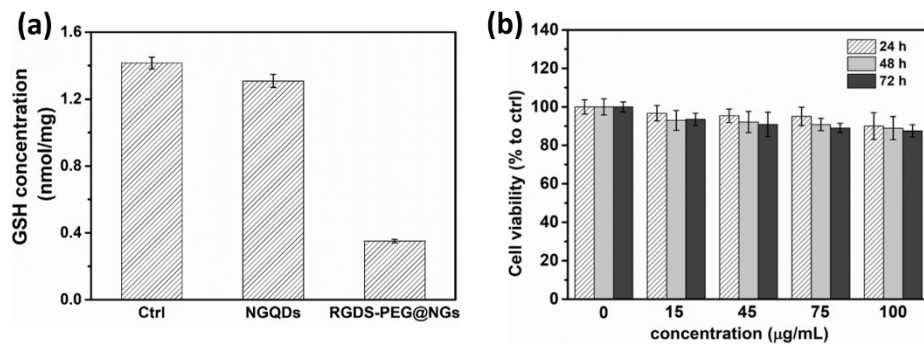 (a)
GSH concentration
(nmol/mg)
1.6
1.2
0.8
0.4
0.0
Ctrl NGQDs RGDS-PEG@NGs
(b)
Cell viability (% to ctrl)
140
120
100
80
60
40
20
0
24 h
48 h
72 h
0 15 45 75 100
concentration (μg/mL)